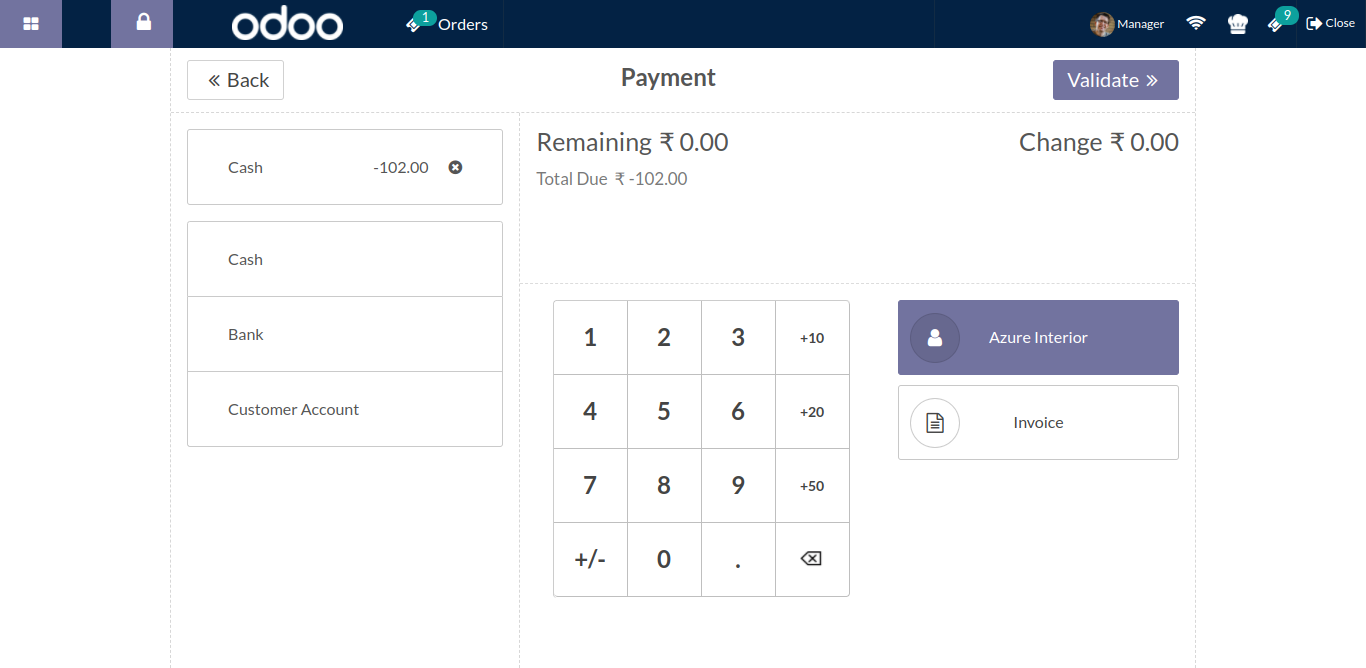 odoo
1
Orders
Manager
9
Close
Back
Payment
Validate
Cash -102.00
Remaining ₹ 0.00
Change ₹ 0.00
Total Due ₹ -102.00
Cash
Bank
Customer Account
1 2 3 +10
4 5 6 +20
7 8 9 +50
+/- 0 .
Azure Interior
Invoice